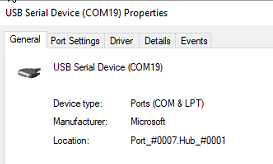 USB Serial Device (COM19) Properties
General Port Settings Driver Details Events
USB Serial Device (COM19)
Device type: Ports (COM & LPT)
Manufacturer: Microsoft
Location: Port_#0007.Hub_#0001